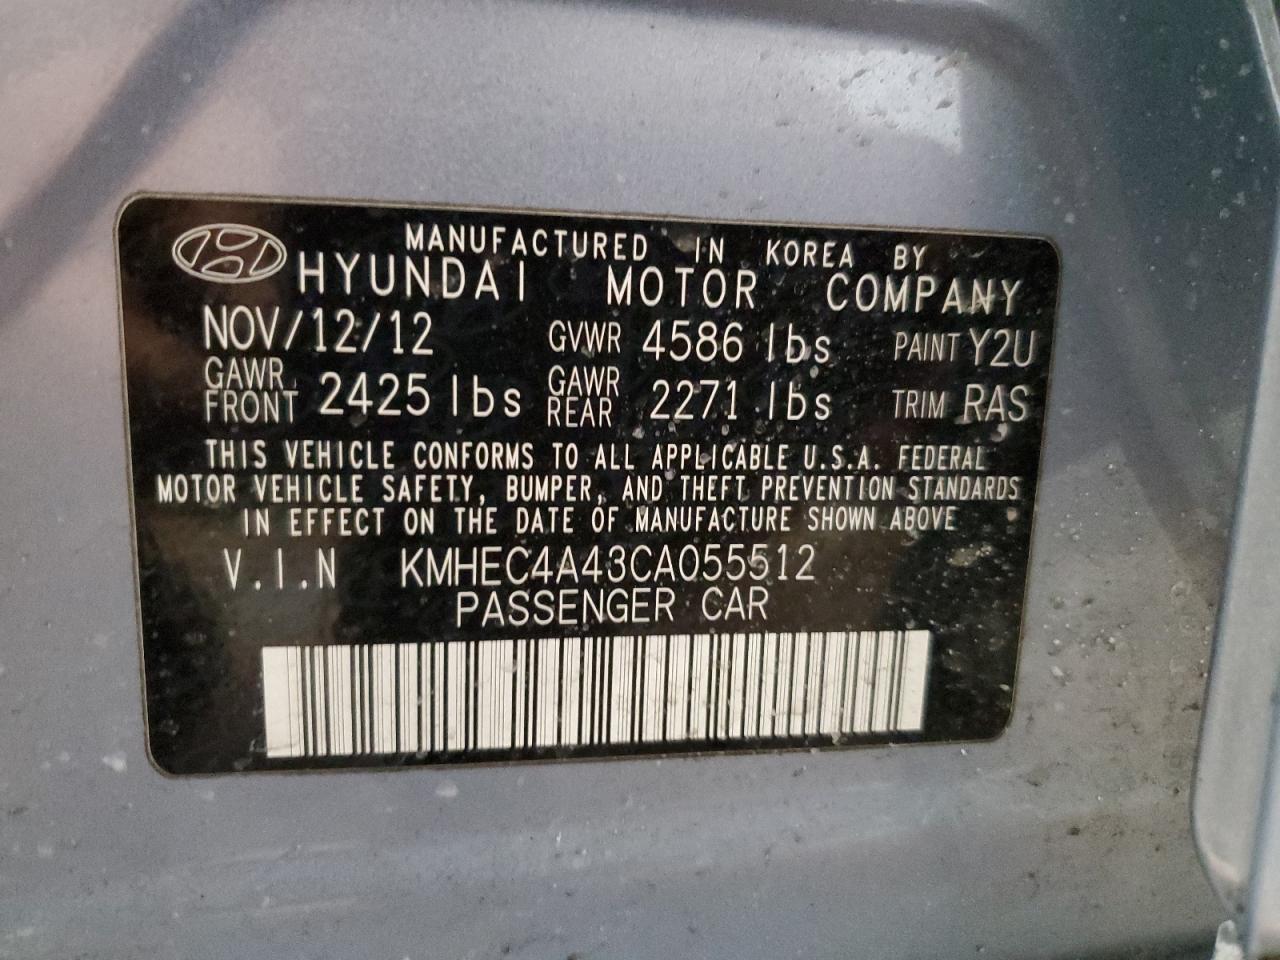 MANUFACTURED IN KOREA BY
HYUNDAI MOTOR COMPANY
NOV/12/12 GVWR 4586 lbs PAINT Y2U
GAWR FRONT 2425 lbs GAWR REAR 2271 lbs TRIM RAS
THIS VEHICLE CONFORMS TO ALL APPLICABLE U.S.A. FEDERAL
MOTOR VEHICLE SAFETY, BUMPER, AND THEFT PREVENTION STANDARDS
IN EFFECT ON THE DATE OF MANUFACTURE SHOWN ABOVE
V.I.N KMHEC4A43CA055512
PASSENGER CAR